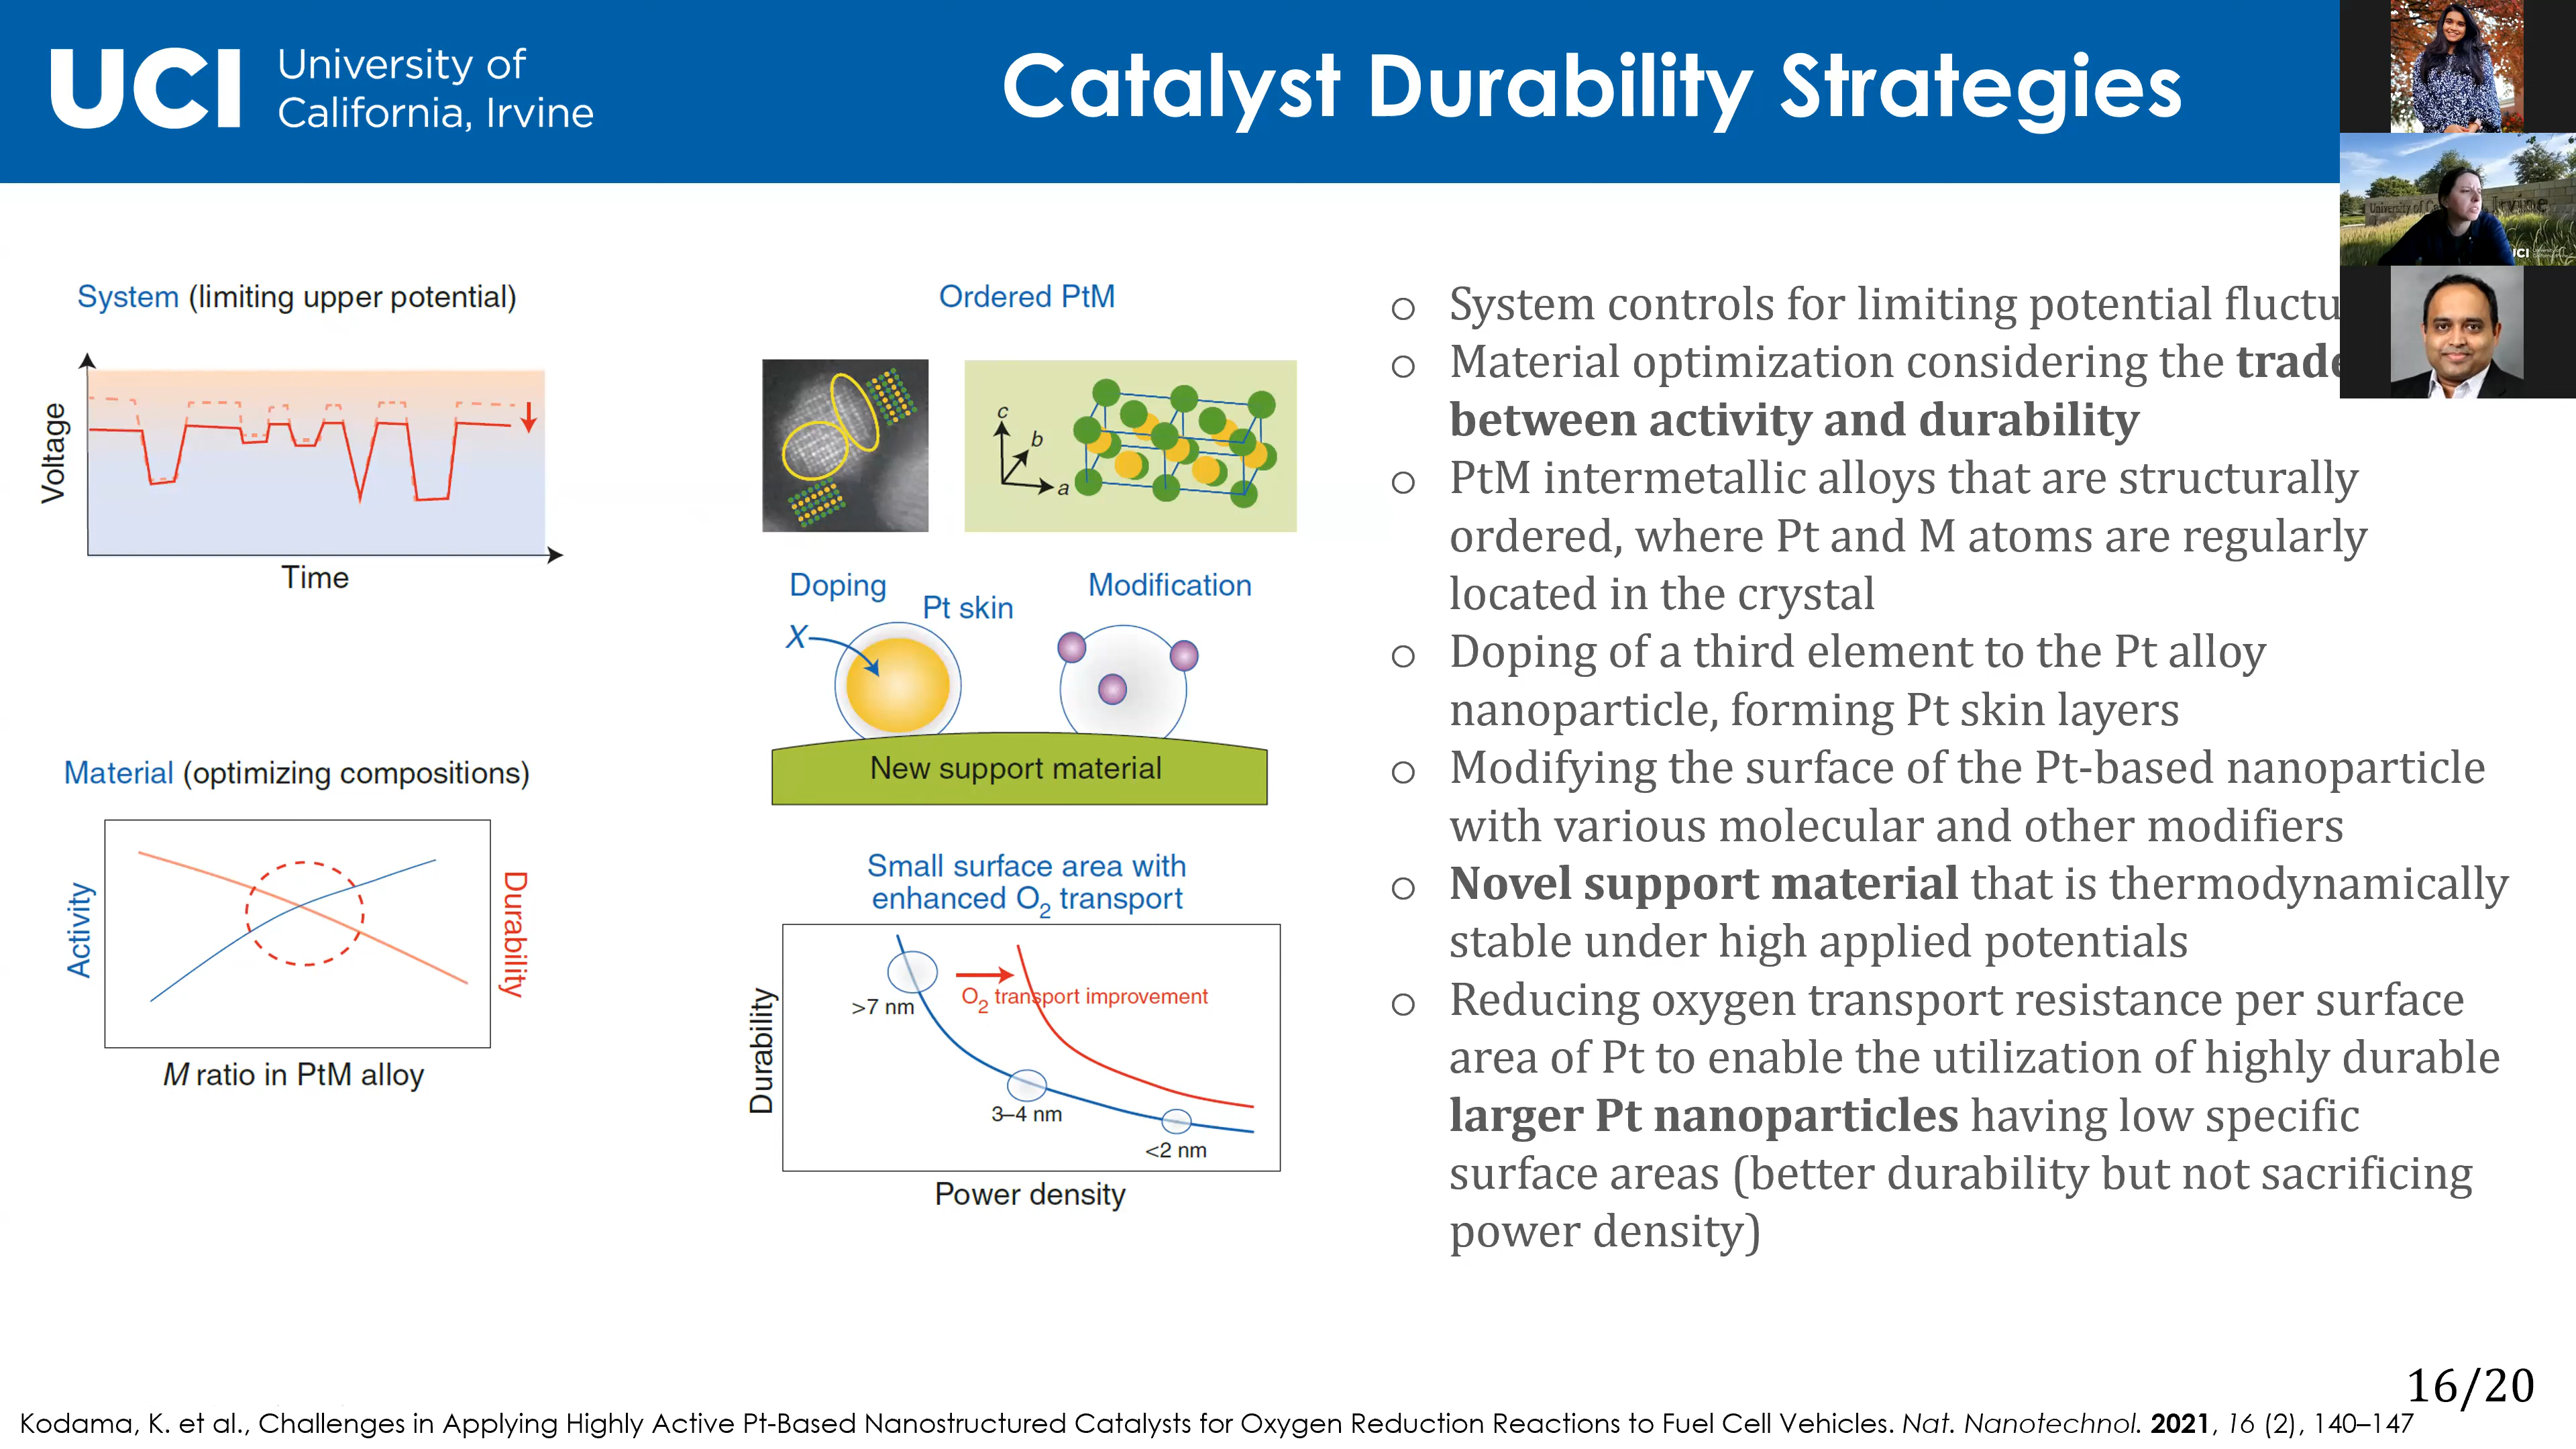 UCI University of
California, Irvine
Catalyst Durability Strategies
System (limiting upper potential)
Voltage
Time
Material (optimizing compositions)
Activity
Durability
M ratio in PtM alloy
Ordered PtM
c
b
a
Doping
Pt skin
Modification
X
New support material
Small surface area with
enhanced O2 transport
Durability
>7 nm
O2 transport improvement
3–4 nm
<2 nm
Power density
○ System controls for limiting potential fluctu
○ Material optimization considering the trade
between activity and durability
○ PtM intermetallic alloys that are structurally
ordered, where Pt and M atoms are regularly
located in the crystal
○ Doping of a third element to the Pt alloy
nanoparticle, forming Pt skin layers
○ Modifying the surface of the Pt-based nanoparticle
with various molecular and other modifiers
○ Novel support material that is thermodynamically
stable under high applied potentials
○ Reducing oxygen transport resistance per surface
area of Pt to enable the utilization of highly durable
larger Pt nanoparticles having low specific
surface areas (better durability but not sacrificing
power density)
University of Ca Irvine
UCI
16/20
Kodama, K. et al., Challenges in Applying Highly Active Pt-Based Nanostructured Catalysts for Oxygen Reduction Reactions to Fuel Cell Vehicles. Nat. Nanotechnol. 2021, 16 (2), 140–147